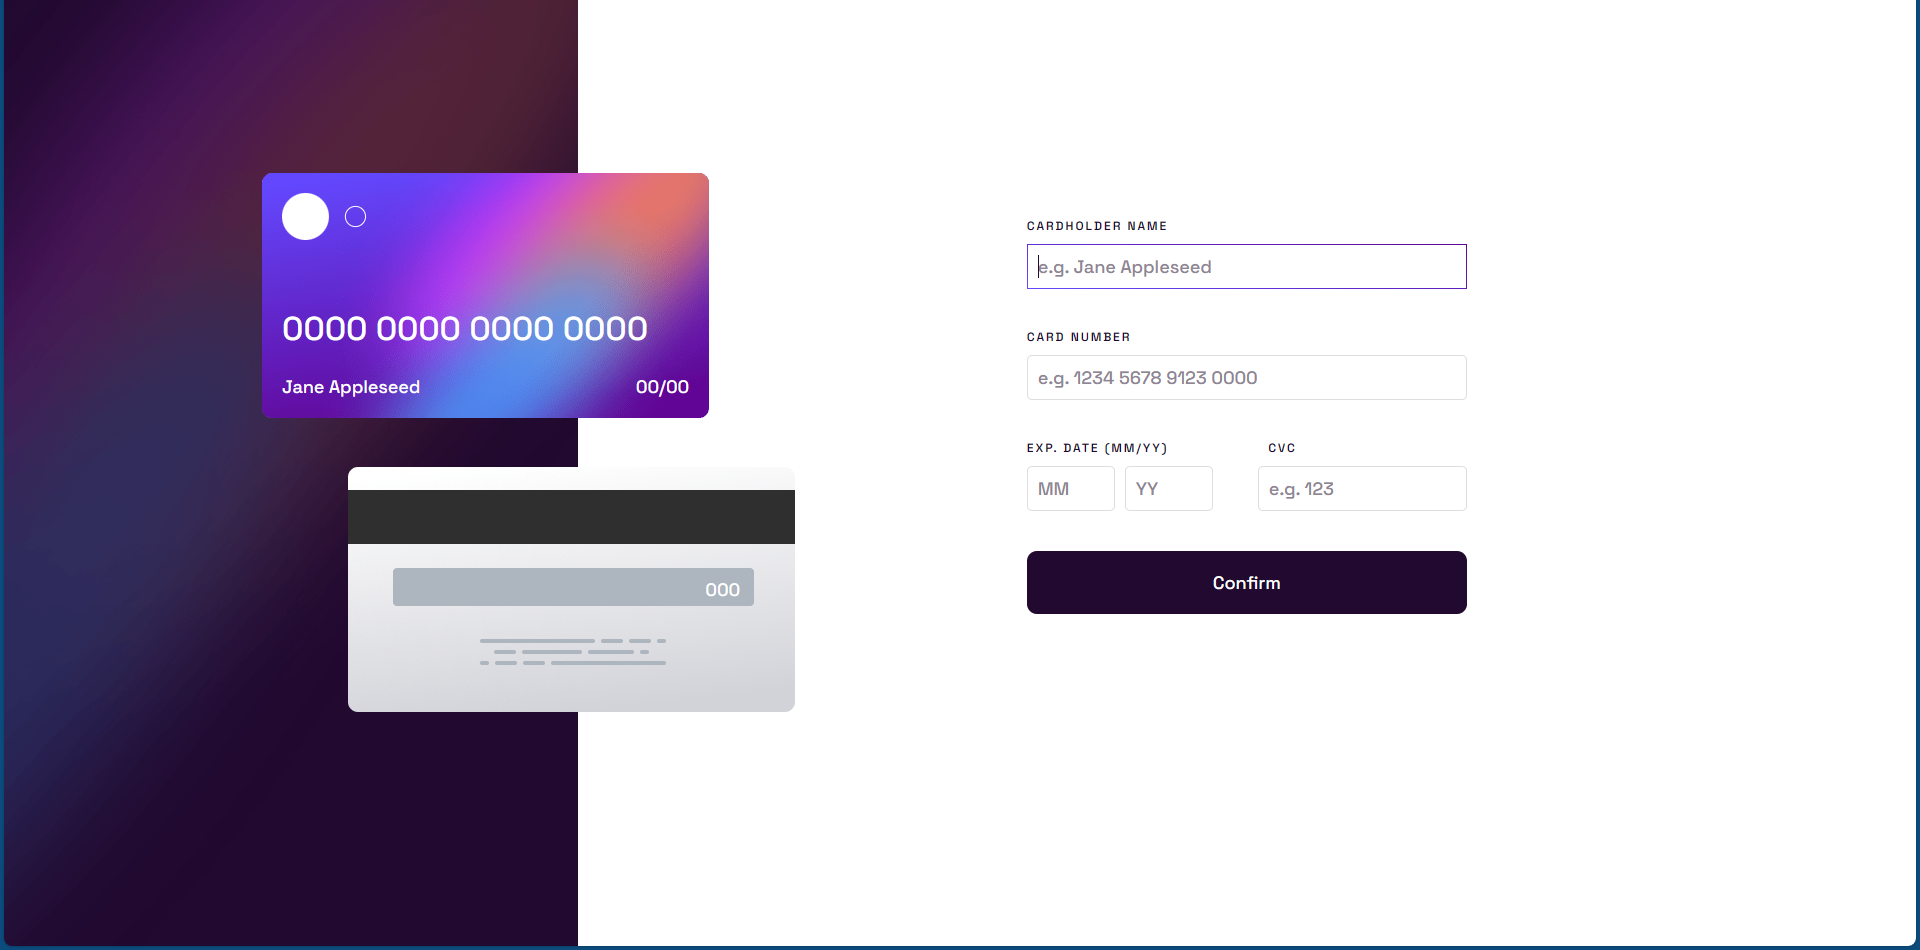 0000 0000 0000 0000
Jane Appleseed 00/00
000
CARDHOLDER NAME
e.g. Jane Appleseed
CARD NUMBER
e.g. 1234 5678 9123 0000
EXP. DATE (MM/YY) CVC
MM YY e.g. 123
Confirm